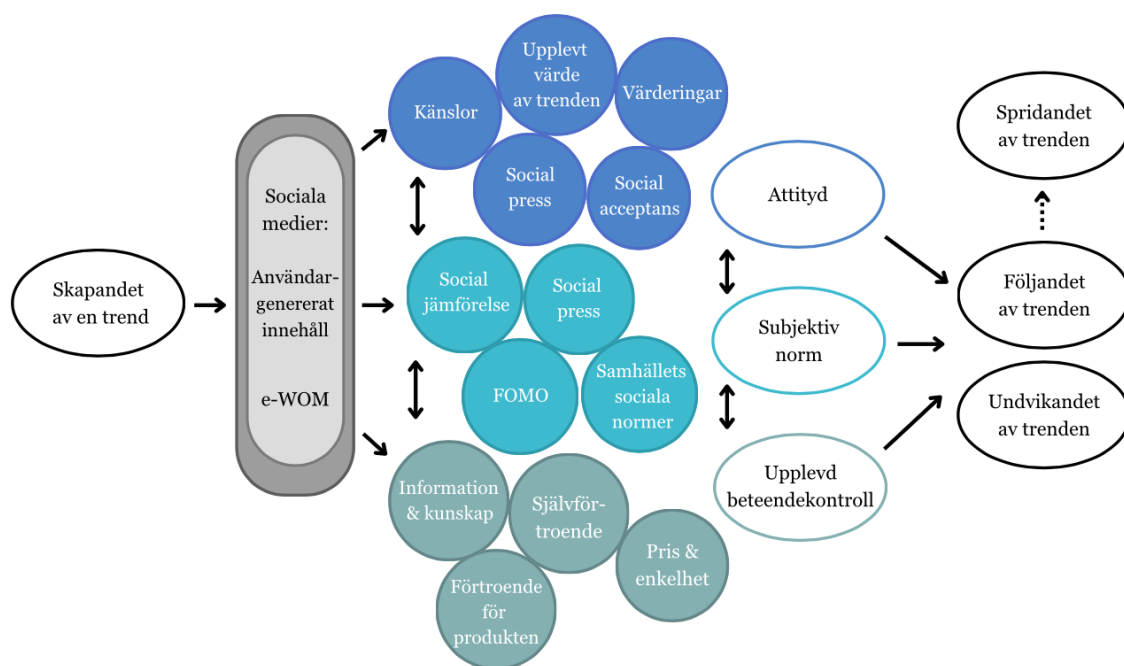 Skapandet
av en trend
Sociala
medier:
Användar-
genererat
innehåll
e-WOM
Känslor
Upplevt
värde
av trenden
Värderingar
Social
press
Social
acceptans
Social
jämförelse
Social
press
FOMO
Samhällets
sociala
normer
Information
& kunskap
Självför-
troende
Förtroende
för
produkten
Pris &
enkelhet
Attityd
Subjektiv
norm
Upplevd
beteendekontroll
Spridandet
av trenden
Följandet
av trenden
Undvikandet
av trenden